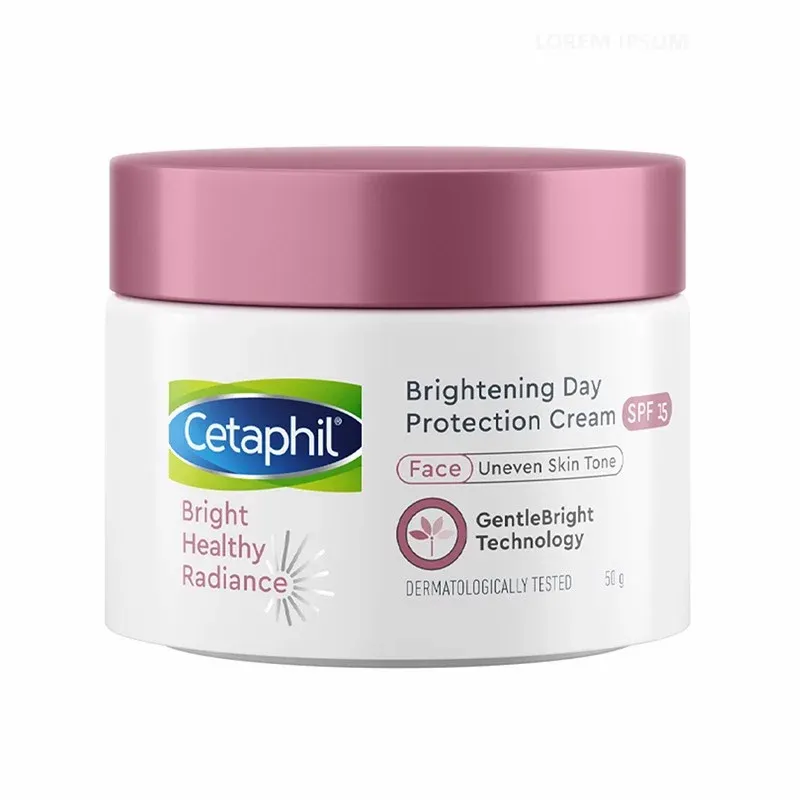 LOREM IPSUM
Cetaphil®
Bright
Healthy
Radiance
Brightening Day
Protection Cream SPF 15
Face Uneven Skin Tone
GentleBright
Technology
DERMATOLOGICALLY TESTED 50 g